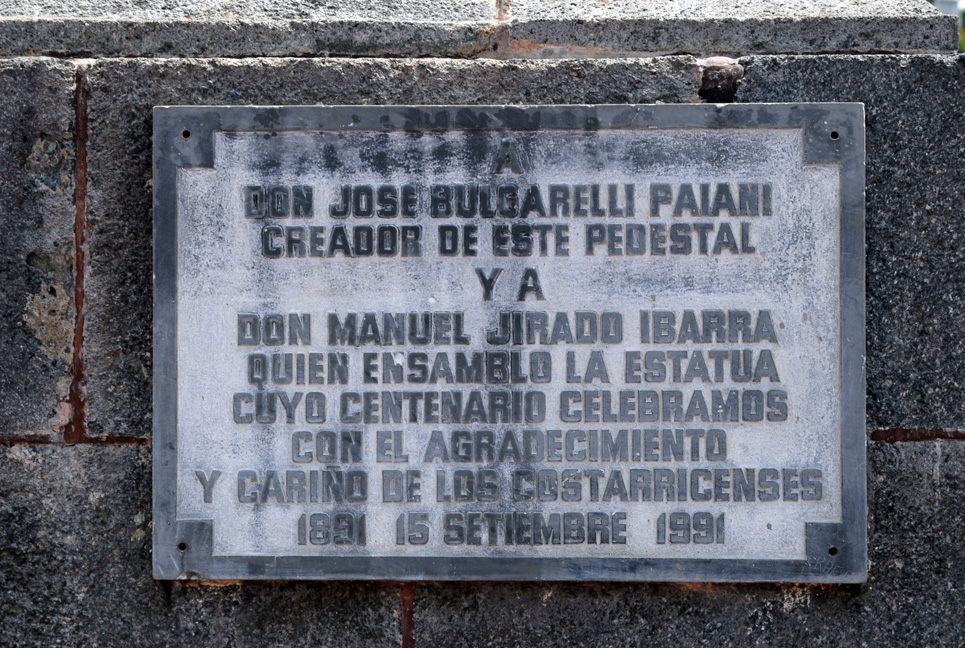 A
DON JOSE BULGARELLI PAIANI
CREADOR DE ESTE PEDESTAL
Y A
DON MANUEL JIRADO IBARRA
QUIEN ENSAMBLO LA ESTATUA
CUYO CENTENARIO CELEBRAMOS
CON EL AGRADECIMIENTO
Y CARIÑO DE LOS COSTARRICENSES
1891 15 SETIEMBRE 1991